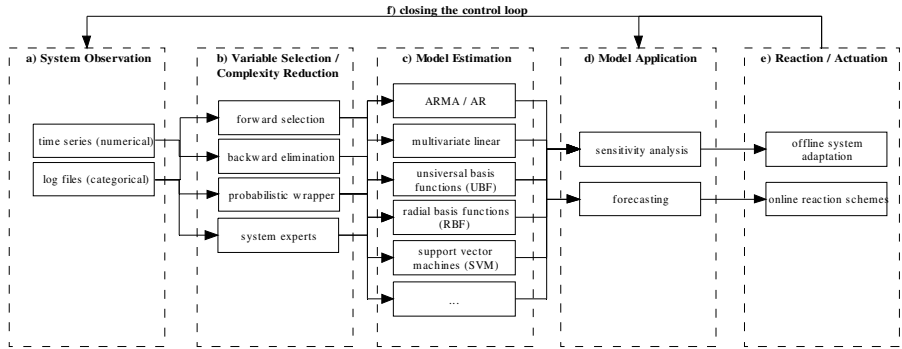 f) closing the control loop
a) System Observation
time series (numerical)
log files (categorical)
b) Variable Selection /
Complexity Reduction
forward selection
backward elimination
probabilistic wrapper
system experts
c) Model Estimation
ARMA / AR
multivariate linear
unsiversal basis
functions (UBF)
radial basis functions
(RBF)
support vector
machines (SVM)
...
d) Model Application
sensitivity analysis
forecasting
e) Reaction / Actuation
offline system
adaptation
online reaction schemes